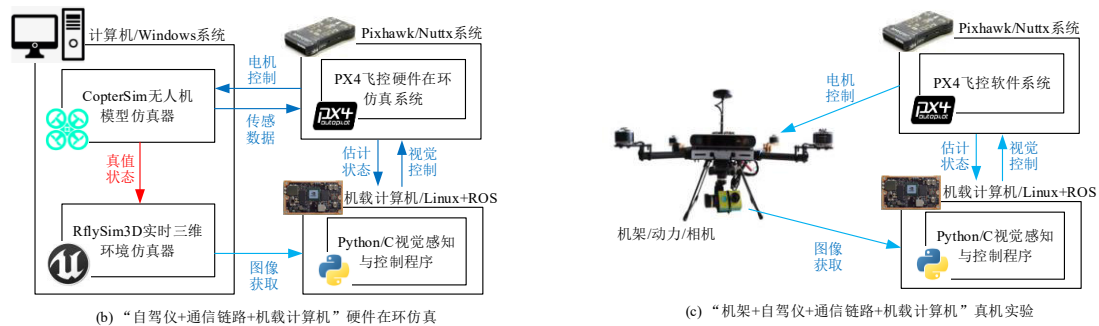 计算机/Windows系统
CopterSim无人机
模型仿真器
真值
状态
RflySim3D实时三维
环境仿真器
电机
控制
传感
数据
图像
获取
Pixhawk/Nuttx系统
PX4飞控硬件在环
仿真系统
px4
autopilot
估计
状态
视觉
控制
机载计算机/Linux+ROS
Python/C视觉感知
与控制程序
(b) “自驾仪+通信链路+机载计算机”硬件在环仿真
机架/动力/相机
电机
控制
图像
获取
Pixhawk/Nuttx系统
PX4飞控软件系统
px4
autopilot
估计
状态
视觉
控制
机载计算机/Linux+ROS
Python/C视觉感知
与控制程序
(c) “机架+自驾仪+通信链路+机载计算机”真机实验